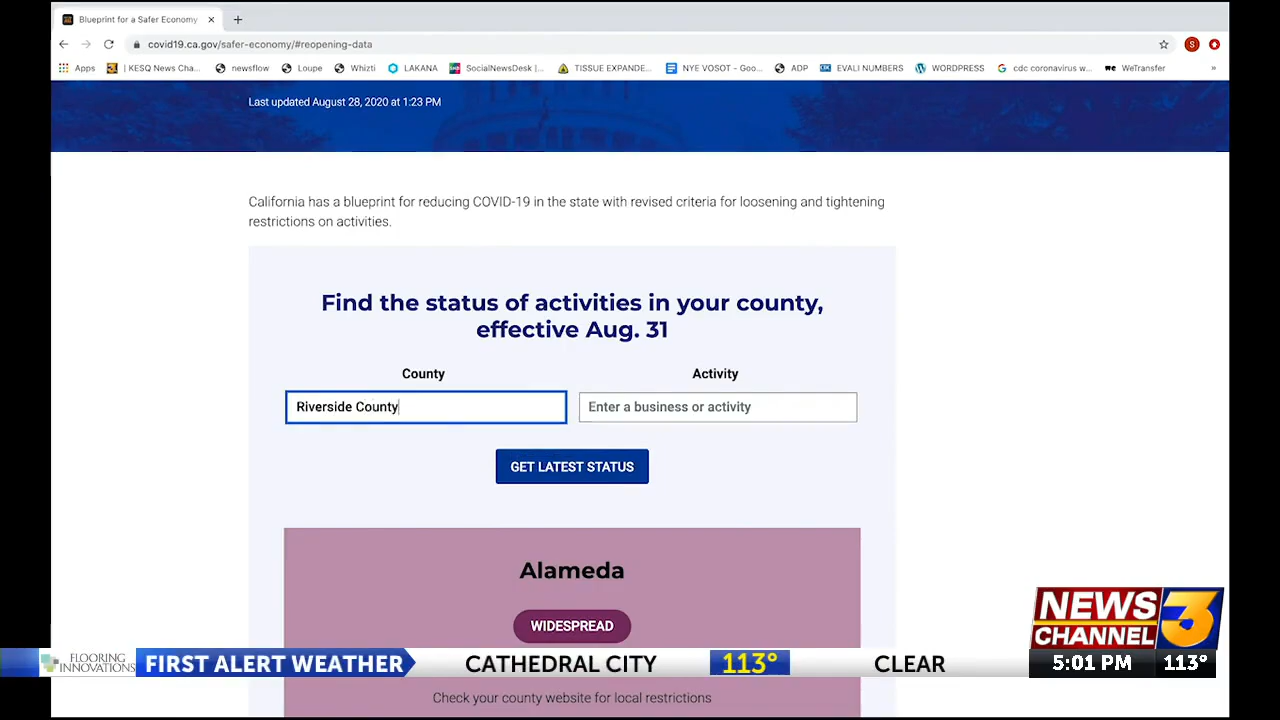 Blueprint for a Safer Economy
covid19.ca.gov/safer-economy/#reopening-data
S
Apps
| KESQ News Cha...
newsflow
Loupe
Whizti
LAKANA
SocialNewsDesk |...
TISSUE EXPANDE...
NYE VOSOT - Goo...
ADP
EVALI NUMBERS
WORDPRESS
cdc coronavirus w...
WeTransfer
»
Last updated August 28, 2020 at 1:23 PM
California has a blueprint for reducing COVID-19 in the state with revised criteria for loosening and tightening
restrictions on activities.
Find the status of activities in your county,
effective Aug. 31
County
Activity
Riverside County
Enter a business or activity
GET LATEST STATUS
Alameda
WIDESPREAD
Check your county website for local restrictions
NEWS
CHANNEL 3
FLOORING
INNOVATIONS
FIRST ALERT WEATHER
CATHEDRAL CITY
113°
CLEAR
5:01 PM
113°